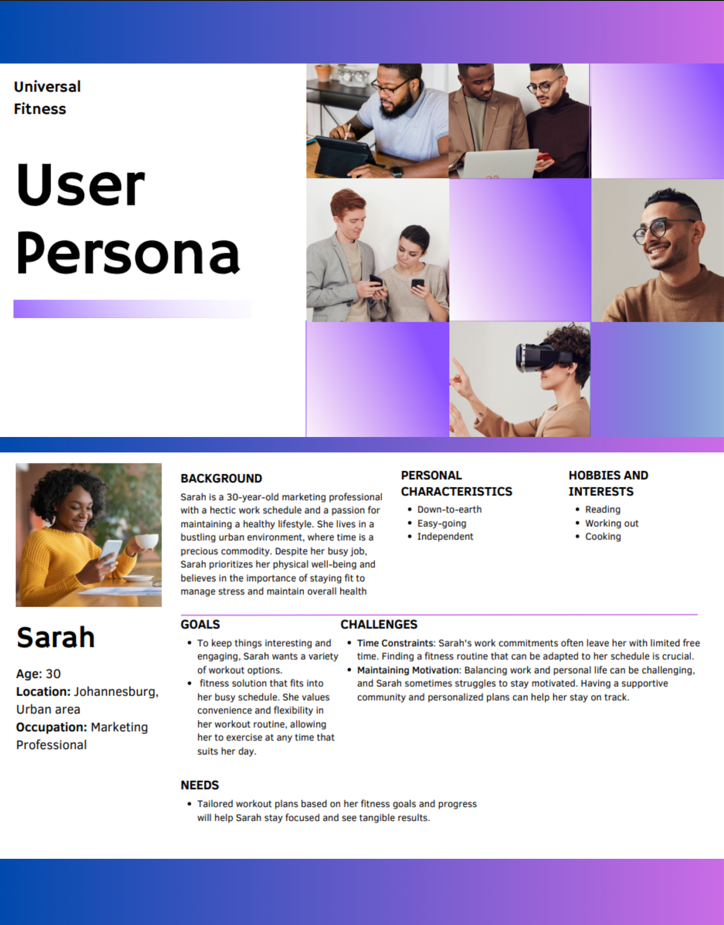 Universal
Fitness
User
Persona
Sarah
Age: 30
Location: Johannesburg,
Urban area
Occupation: Marketing
Professional
BACKGROUND
Sarah is a 30-year-old marketing professional
with a hectic work schedule and a passion for
maintaining a healthy lifestyle. She lives in a
bustling urban environment, where time is a
precious commodity. Despite her busy job,
Sarah prioritizes her physical well-being and
believes in the importance of staying fit to
manage stress and maintain overall health
PERSONAL
CHARACTERISTICS
• Down-to-earth
• Easy-going
• Independent
HOBBIES AND
INTERESTS
• Reading
• Working out
• Cooking
GOALS
• To keep things interesting and
engaging, Sarah wants a variety
of workout options.
• fitness solution that fits into
her busy schedule. She values
convenience and flexibility in
her workout routine, allowing
her to exercise at any time that
suits her day.
CHALLENGES
• Time Constraints: Sarah's work commitments often leave her with limited free
time. Finding a fitness routine that can be adapted to her schedule is crucial.
• Maintaining Motivation: Balancing work and personal life can be challenging,
and Sarah sometimes struggles to stay motivated. Having a supportive
community and personalized plans can help her stay on track.
NEEDS
• Tailored workout plans based on her fitness goals and progress
will help Sarah stay focused and see tangible results.